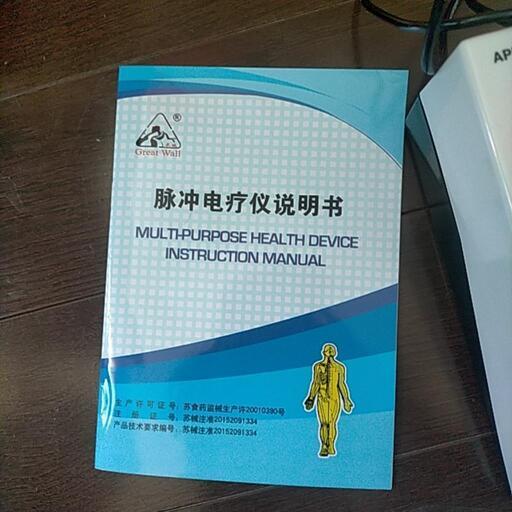 AP
®
Great Wall
脉冲电疗仪说明书
MULTI-PURPOSE HEALTH DEVICE
INSTRUCTION MANUAL
生产许可证号: 苏食药监械生产许20010390号
注册证号: 苏械注准20152091334
产品技术要求编号: 苏械注准20152091334